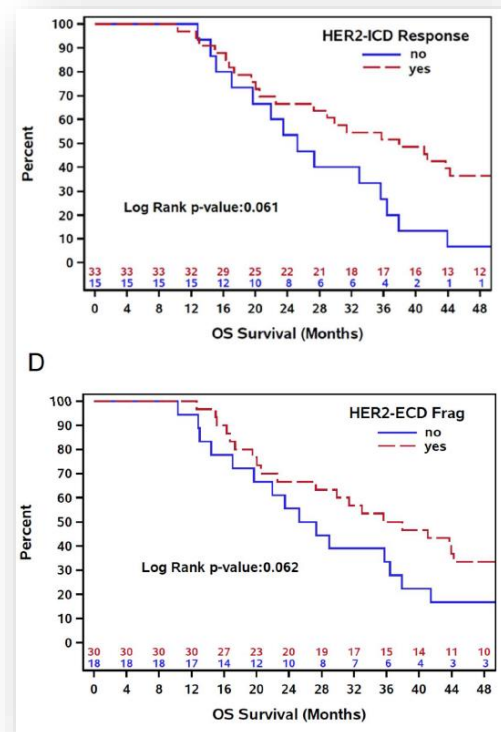 HER2-ICD Response
no
yes
Percent
100
90
80
70
60
50
40
30
20
10
0
Log Rank p-value:0.061
33 33 33 32 29 25 22 21 18 17 16 13 12
15 15 15 15 12 10 8 6 6 4 2 1 1
0 4 8 12 16 20 24 28 32 36 40 44 48
OS Survival (Months)
D
HER2-ECD Frag
no
yes
Percent
100
90
80
70
60
50
40
30
20
10
0
Log Rank p-value:0.062
30 30 30 30 27 23 20 19 17 15 14 11 10
18 18 18 17 14 12 10 8 7 6 4 3 3
0 4 8 12 16 20 24 28 32 36 40 44 48
OS Survival (Months)